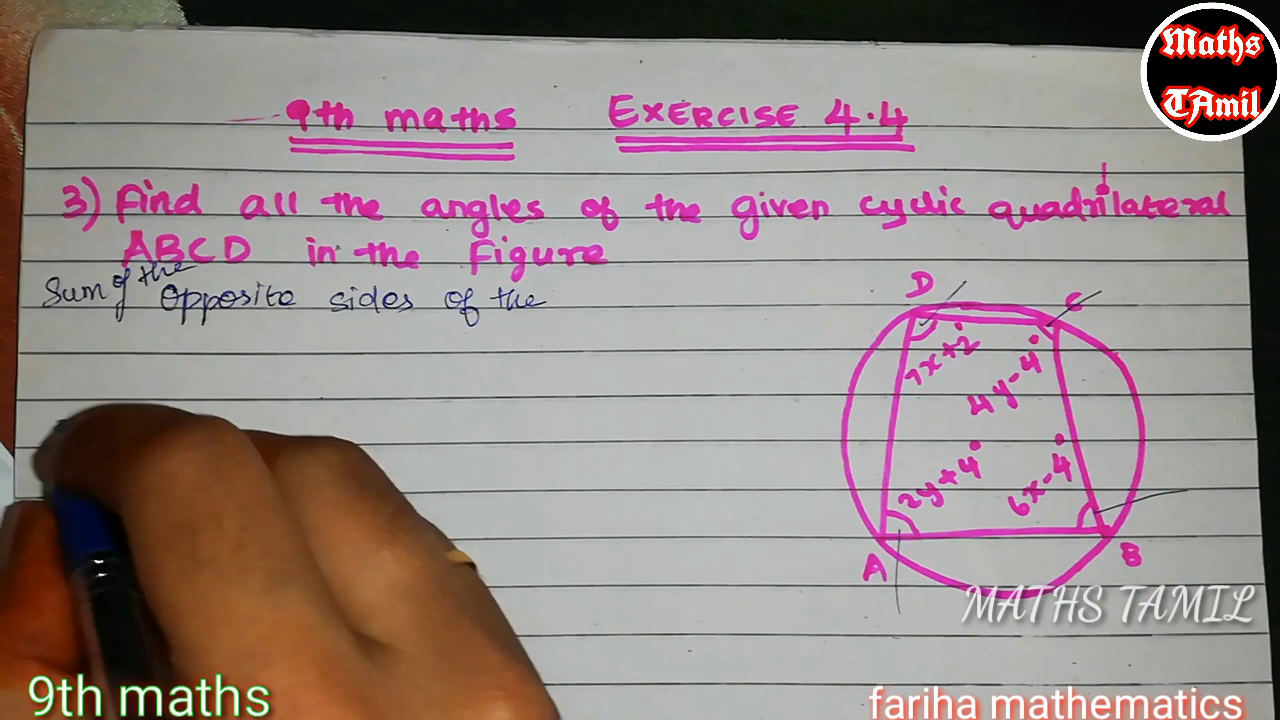 Maths
TAmil
9th maths EXERCISE 4.4
3) Find all the angles of the given cyclic quadrilateral
ABCD in the Figure
Sum of the opposite sides of the
D
C
7x+2°
4y-4°
2y+4°
6x-4°
A
B
MATHS TAMIL
9th maths
fariha mathematics